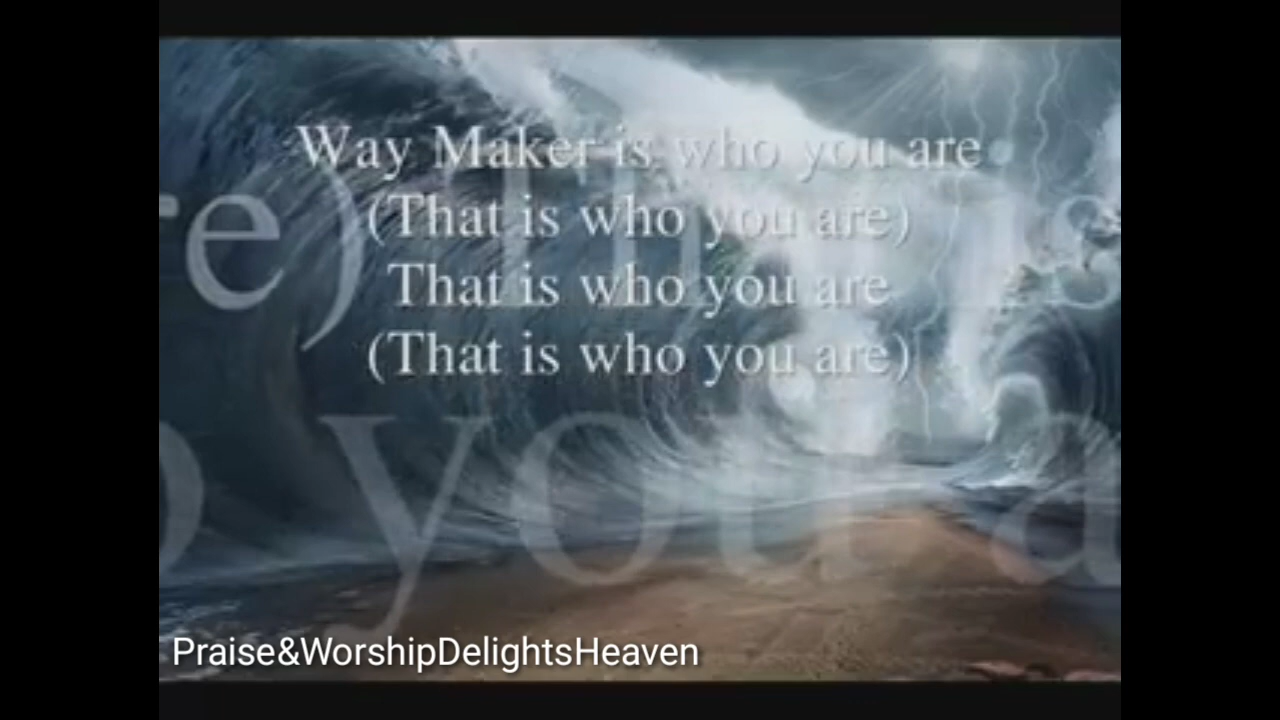 Way Maker is who you are
(That is who you are)
That is who you are
(That is who you are)
Praise&WorshipDelightsHeaven